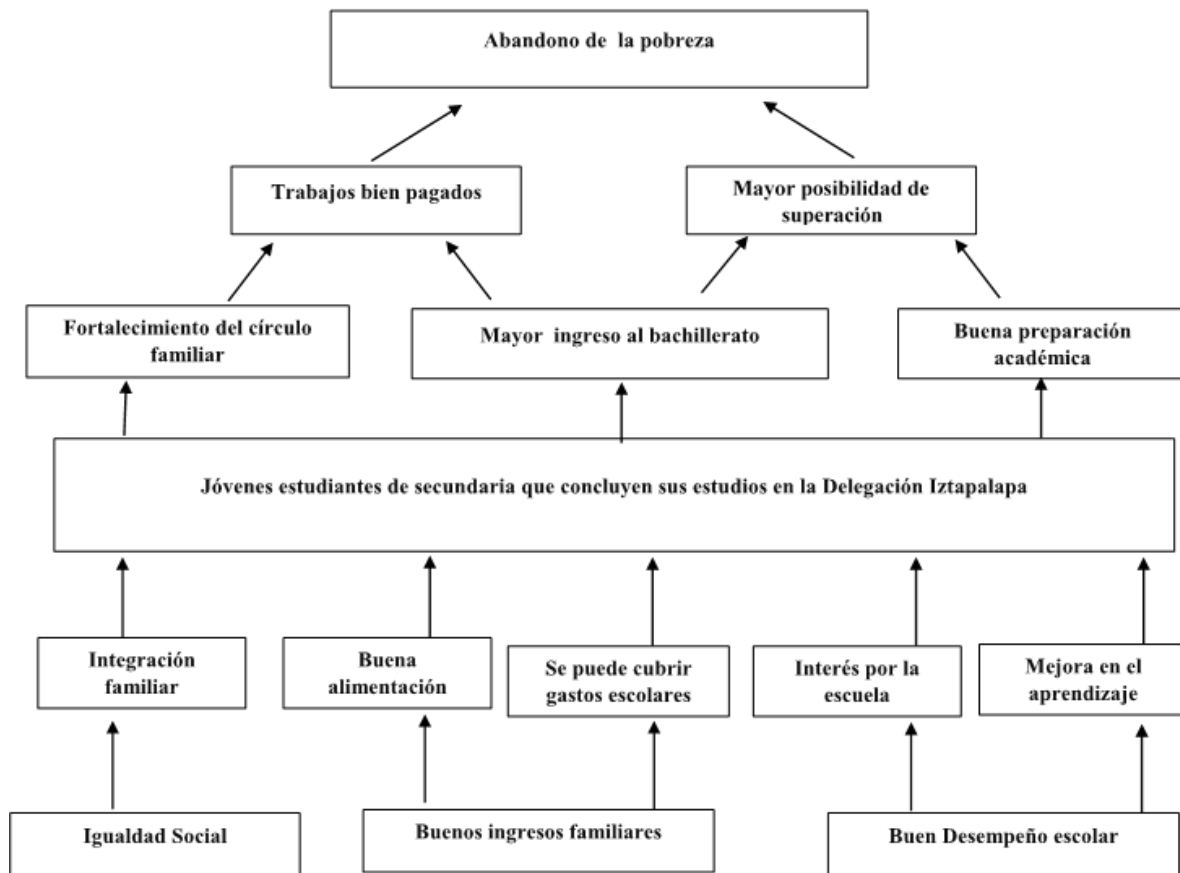 Abandono de la pobreza
Trabajos bien pagados
Mayor posibilidad de
superación
Fortalecimiento del círculo
familiar
Mayor ingreso al bachillerato
Buena preparación
académica
Jóvenes estudiantes de secundaria que concluyen sus estudios en la Delegación Iztapalapa
Integración
familiar
Buena
alimentación
Se puede cubrir
gastos escolares
Interés por la
escuela
Mejora en el
aprendizaje
Igualdad Social
Buenos ingresos familiares
Buen Desempeño escolar